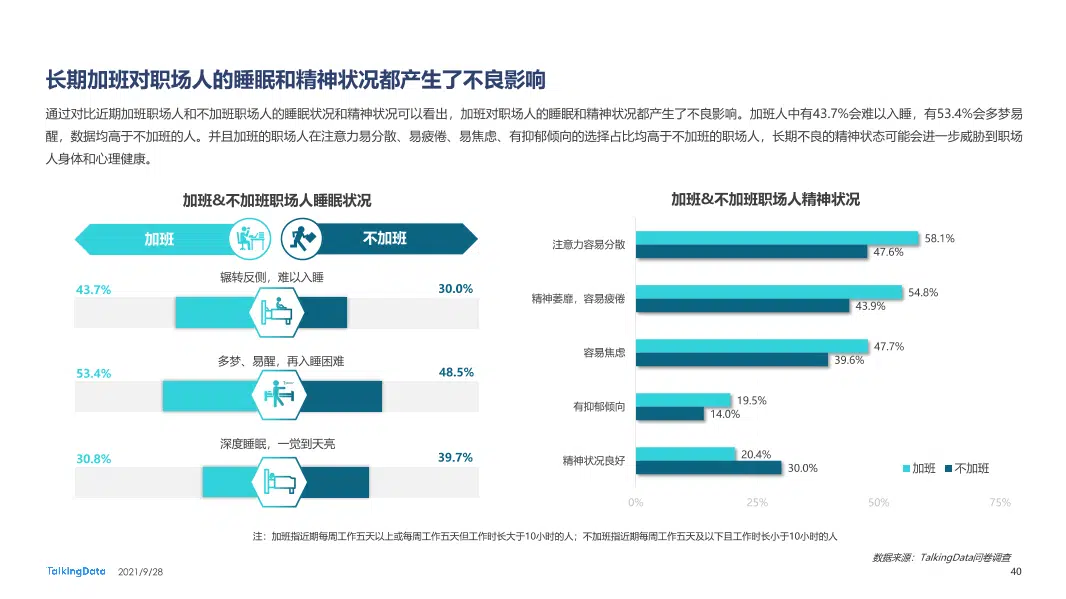 长期加班对职场人的睡眠和精神状况都产生了不良影响
通过对比近期加班职场人和不加班职场人的睡眠状况和精神状况可以看出，加班对职场人的睡眠和精神状况都产生了不良影响。加班人中有43.7%会难以入睡，有53.4%会多梦易
醒，数据均高于不加班的人。并且加班的职场人在注意力易分散、易疲倦、易焦虑、有抑郁倾向的选择占比均高于不加班的职场人，长期不良的精神状态可能会进一步威胁到职场
人身体和心理健康。
加班&不加班职场人睡眠状况
加班
不加班
辗转反侧，难以入睡
43.7%
30.0%
多梦、易醒，再入睡困难
53.4%
48.5%
深度睡眠，一觉到天亮
30.8%
39.7%
加班&不加班职场人精神状况
注意力容易分散
58.1%
47.6%
精神萎靡，容易疲倦
54.8%
43.9%
容易焦虑
47.7%
39.6%
有抑郁倾向
19.5%
14.0%
精神状况良好
20.4%
30.0%
加班 不加班
0% 25% 50% 75%
注：加班指近期每周工作五天以上或每周工作五天但工作时长大于10小时的人；不加班指近期每周工作五天及以下且工作时长小于10小时的人
数据来源：TalkingData问卷调查
TalkingData 2021/9/28
40